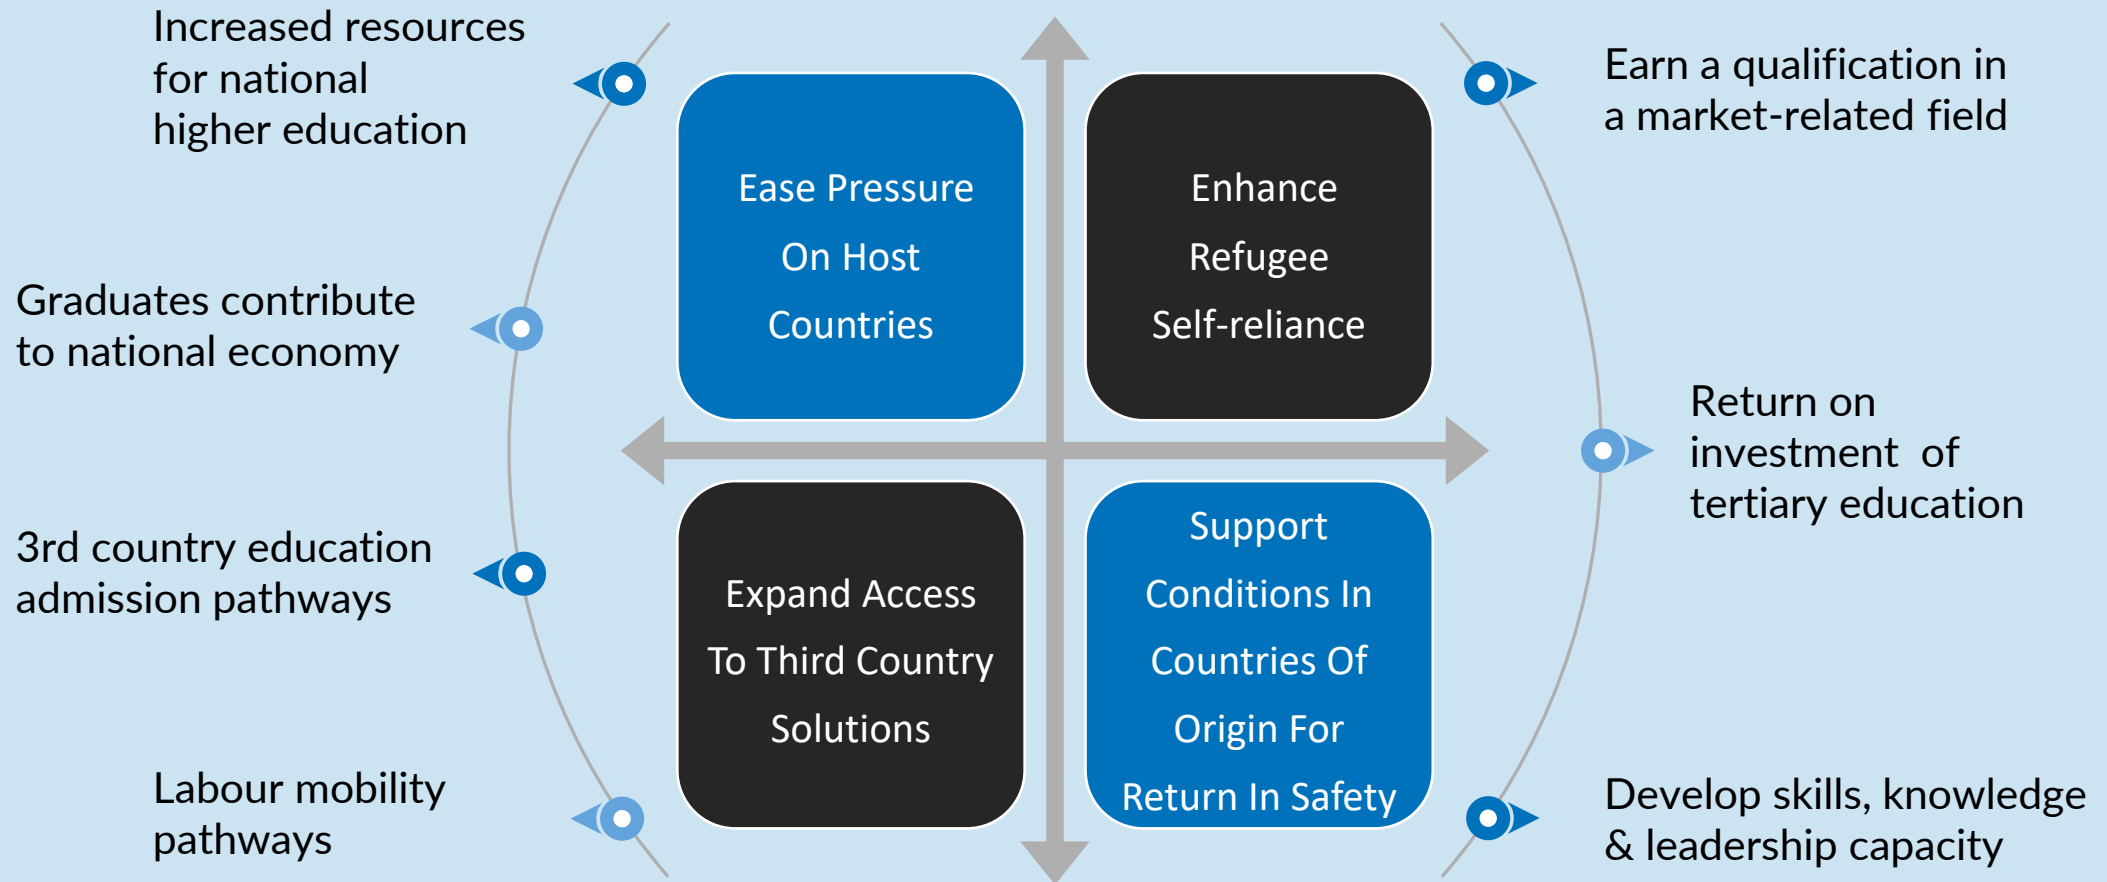 Increased resources
for national
higher education
Graduates contribute
to national economy
3rd country education
admission pathways
Labour mobility
pathways
Ease Pressure
On Host
Countries
Enhance
Refugee
Self-reliance
Expand Access
To Third Country
Solutions
Support
Conditions In
Countries Of
Origin For
Return In Safety
Earn a qualification in
a market-related field
Return on
investment  of
tertiary education
Develop skills, knowledge
& leadership capacity